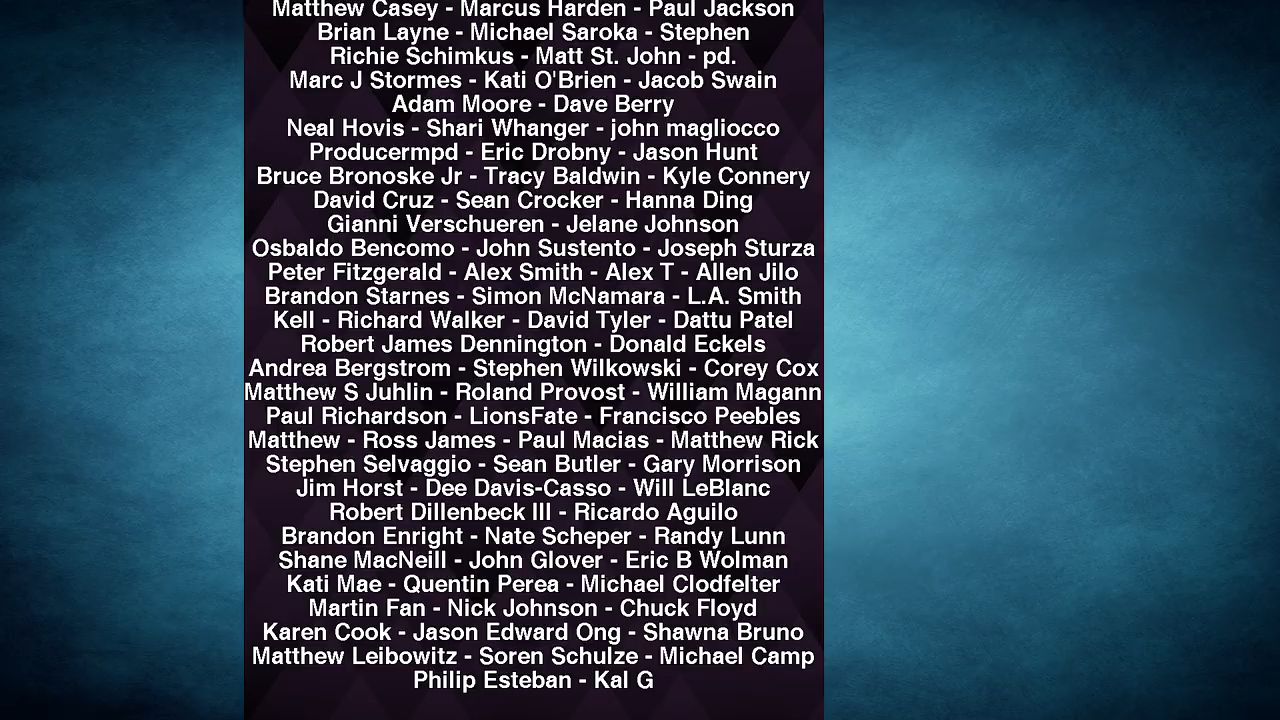 Matthew Casey - Marcus Harden - Paul Jackson
Brian Layne - Michael Saroka - Stephen
Richie Schimkus - Matt St. John - pd.
Marc J Stormes - Kati O'Brien - Jacob Swain
Adam Moore - Dave Berry
Neal Hovis - Shari Whanger - john magliocco
Producermpd - Eric Drobny - Jason Hunt
Bruce Bronoske Jr - Tracy Baldwin - Kyle Connery
David Cruz - Sean Crocker - Hanna Ding
Gianni Verschueren - Jelane Johnson
Osbaldo Bencomo - John Sustento - Joseph Sturza
Peter Fitzgerald - Alex Smith - Alex T - Allen Jilo
Brandon Starnes - Simon McNamara - L.A. Smith
Kell - Richard Walker - David Tyler - Dattu Patel
Robert James Dennington - Donald Eckels
Andrea Bergstrom - Stephen Wilkowski - Corey Cox
Matthew S Juhlin - Roland Provost - William Magann
Paul Richardson - LionsFate - Francisco Peebles
Matthew - Ross James - Paul Macias - Matthew Rick
Stephen Selvaggio - Sean Butler - Gary Morrison
Jim Horst - Dee Davis-Casso - Will LeBlanc
Robert Dillenbeck III - Ricardo Aguilo
Brandon Enright - Nate Scheper - Randy Lunn
Shane MacNeill - John Glover - Eric B Wolman
Kati Mae - Quentin Perea - Michael Clodfelter
Martin Fan - Nick Johnson - Chuck Floyd
Karen Cook - Jason Edward Ong - Shawna Bruno
Matthew Leibowitz - Soren Schulze - Michael Camp
Philip Esteban - Kal G